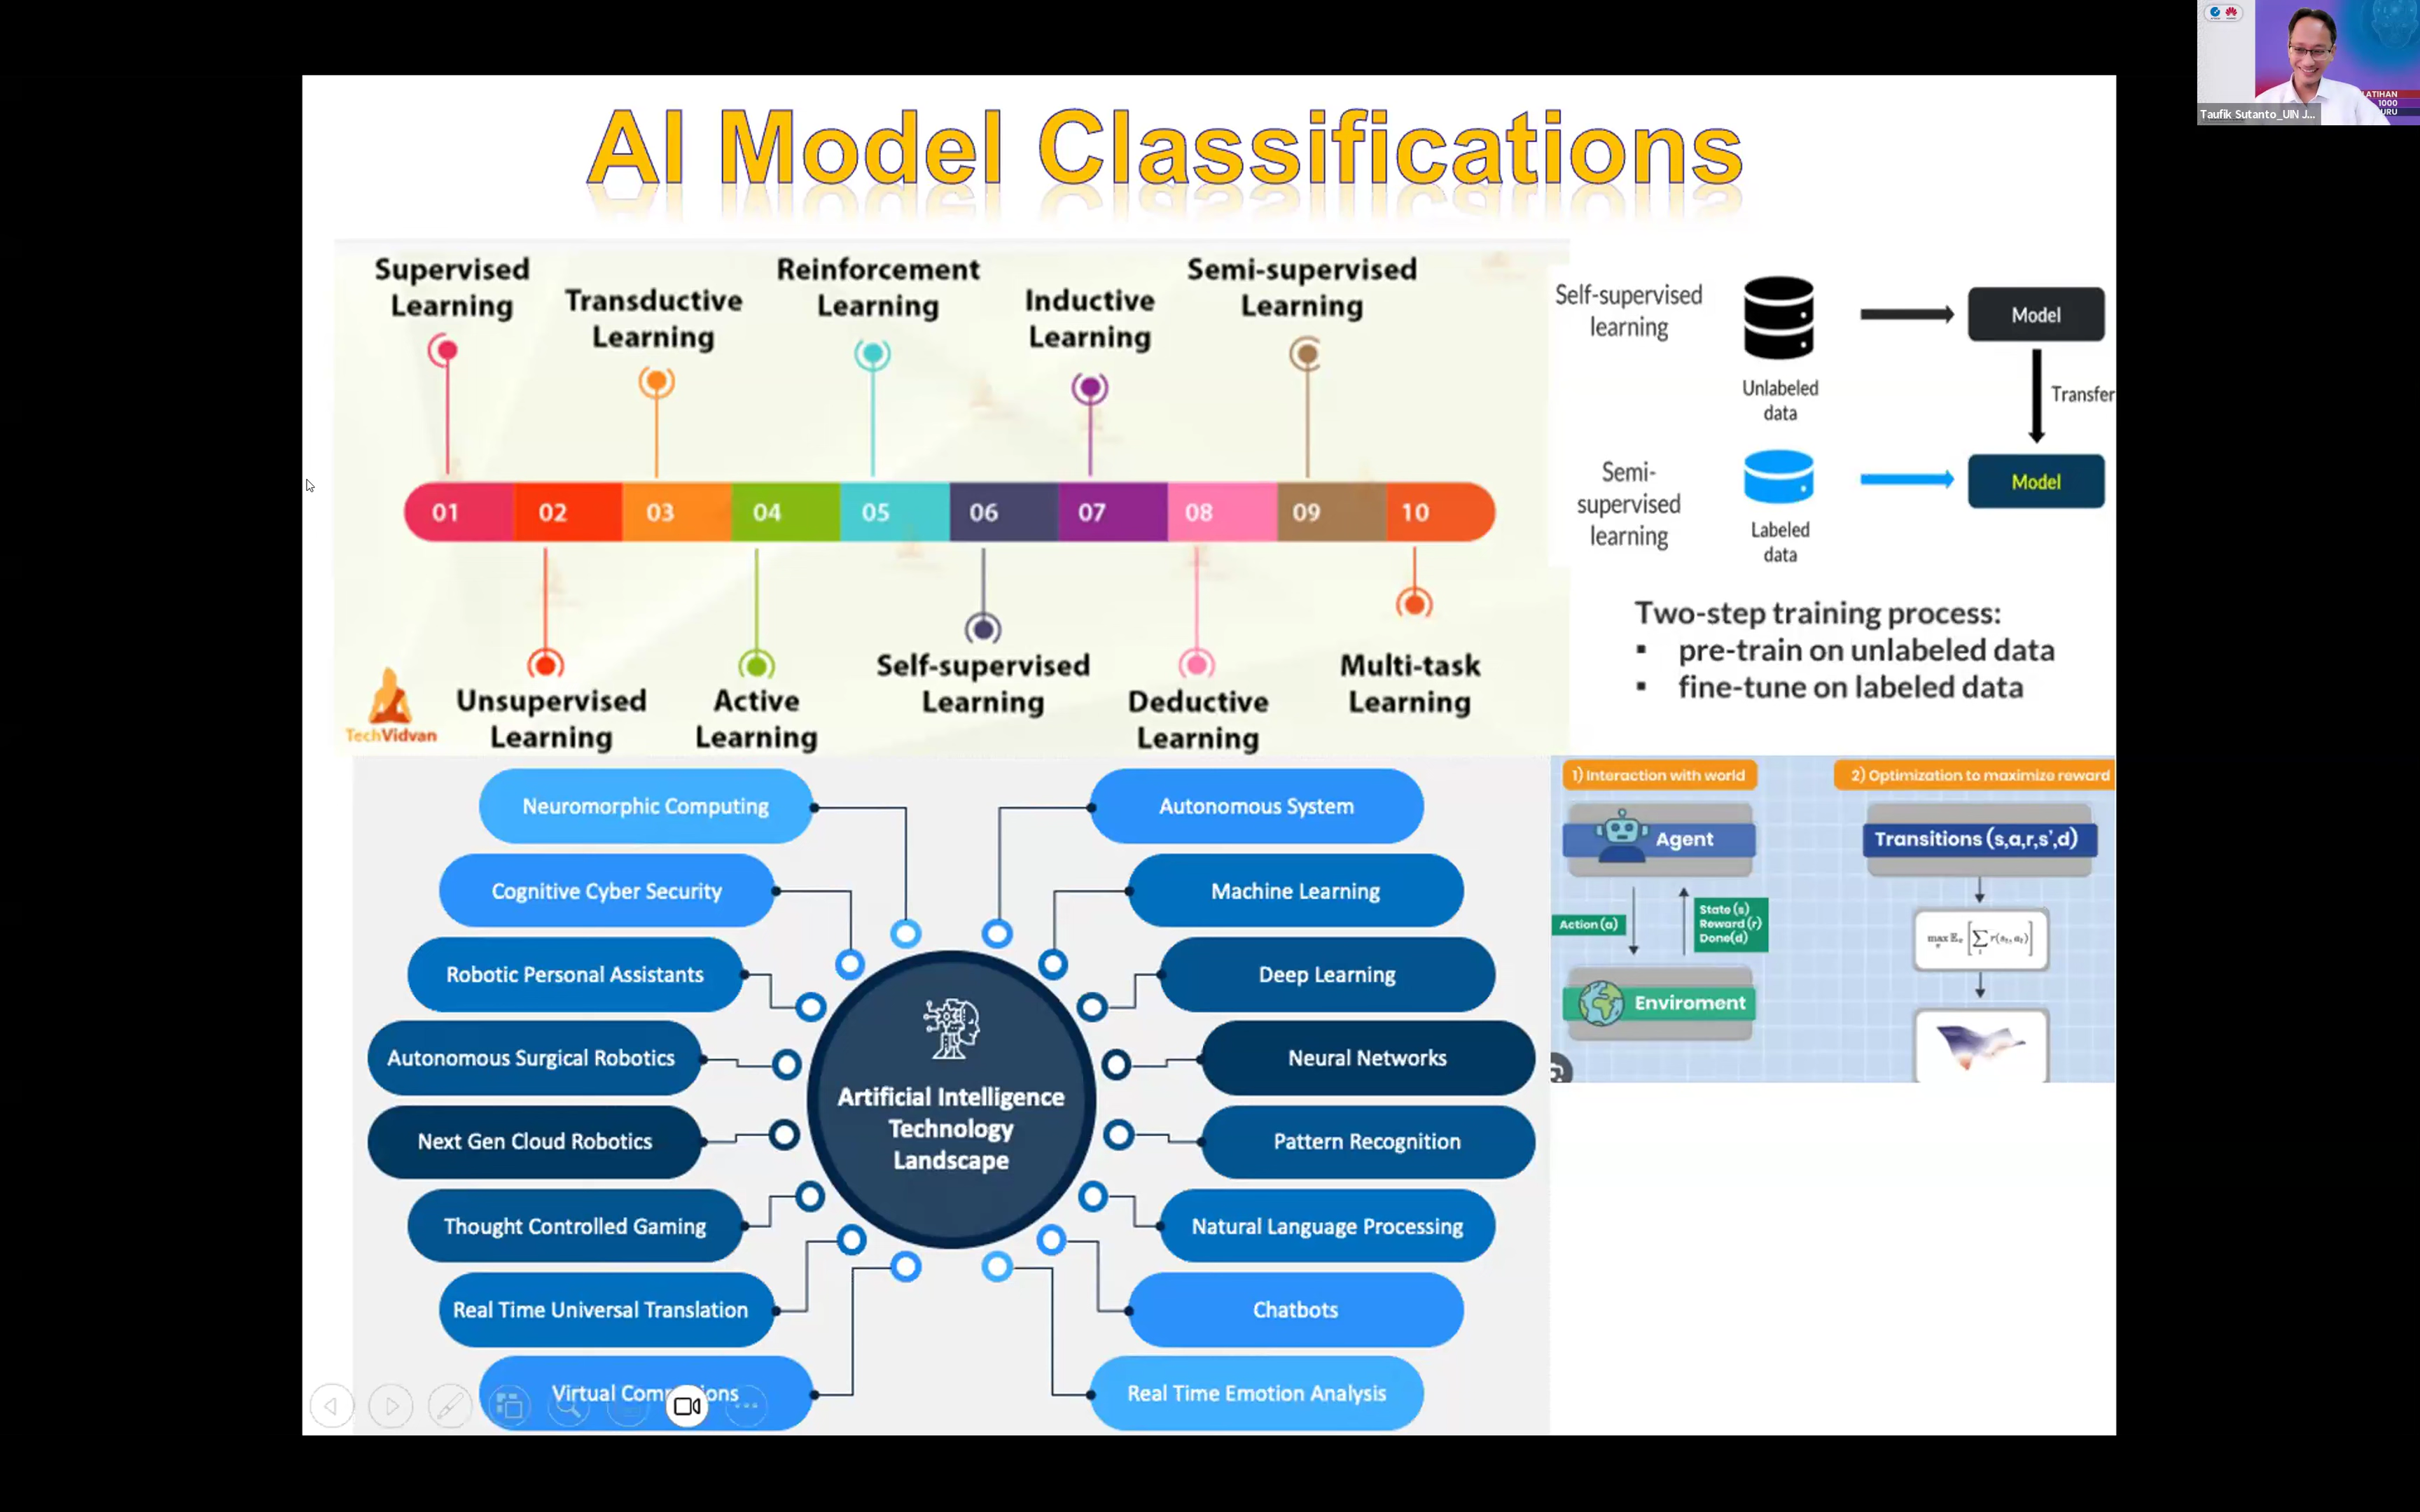 AI Model Classifications
Supervised
Learning
Transductive
Learning
Reinforcement
Learning
Inductive
Learning
Semi-supervised
Learning
01 02 03 04 05 06 07 08 09 10
Unsupervised
Learning
Active
Learning
Self-supervised
Learning
Deductive
Learning
Multi-task
Learning
TechVidvan
Self-supervised
learning
Unlabeled
data
Model
Transfer
Semi-
supervised
learning
Labeled
data
Model
Two-step training process:
▪ pre-train on unlabeled data
▪ fine-tune on labeled data
Neuromorphic Computing
Cognitive Cyber Security
Robotic Personal Assistants
Autonomous Surgical Robotics
Next Gen Cloud Robotics
Thought Controlled Gaming
Real Time Universal Translation
Artificial Intelligence
Technology
Landscape
Autonomous System
Machine Learning
Deep Learning
Neural Networks
Pattern Recognition
Natural Language Processing
Chatbots
Real Time Emotion Analysis
Virtual
1) Interaction with world
Agent
Action (a)
State (s)
Reward (r)
Done(d)
Enviroment
2) Optimization to maximize reward
Transitions (s,a,r,s',d)
ATIHAN
1000
URU
Taufik Sutanto_UIN J...